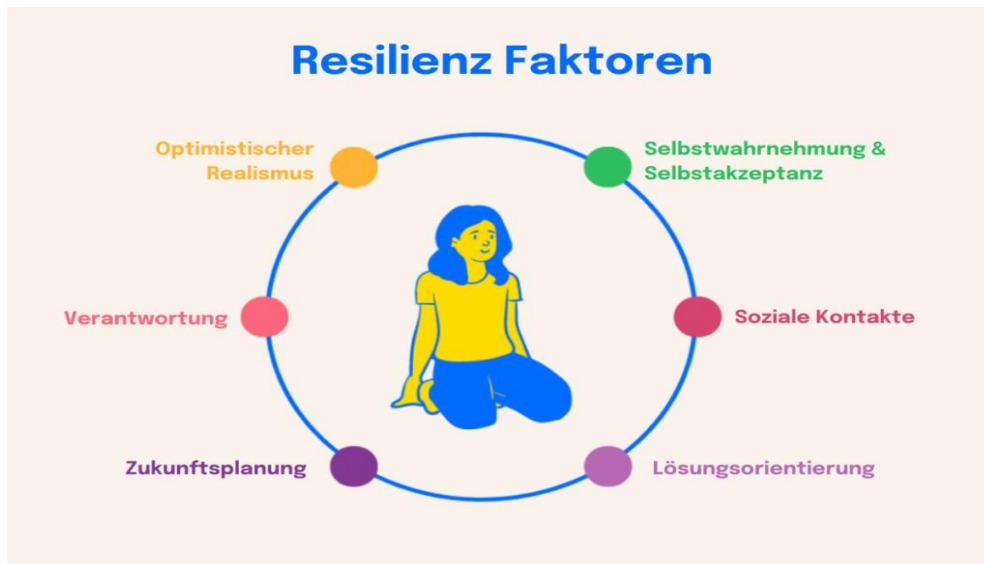 Resilienz Faktoren
Optimistischer
Realismus
Selbstwahrnehmung &
Selbstakzeptanz
Verantwortung
Soziale Kontakte
Zukunftsplanung
Lösungsorientierung